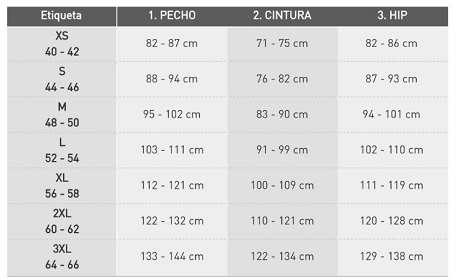 Etiqueta 1. PECHO 2. CINTURA 3. HIP
XS
40 - 42 82 - 87 cm 71 - 75 cm 82 - 86 cm
S
44 - 46 88 - 94 cm 76 - 82 cm 87 - 93 cm
M
48 - 50 95 - 102 cm 83 - 90 cm 94 - 101 cm
L
52 - 54 103 - 111 cm 91 - 99 cm 102 - 110 cm
XL
56 - 58 112 - 121 cm 100 - 109 cm 111 - 119 cm
2XL
60 - 62 122 - 132 cm 110 - 121 cm 120 - 128 cm
3XL
64 - 66 133 - 144 cm 122 - 134 cm 129 - 138 cm